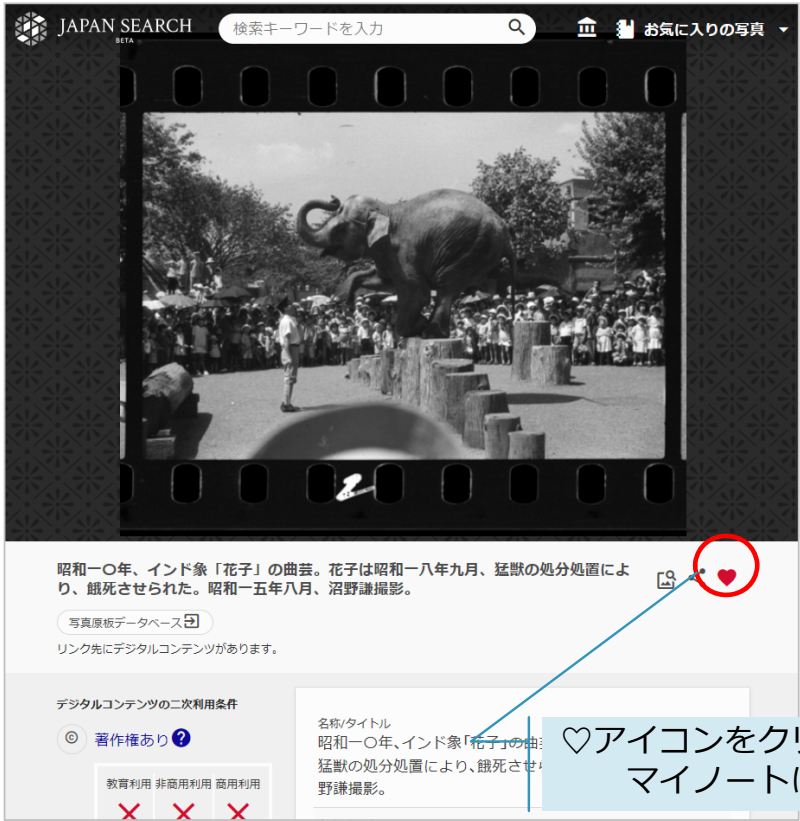 JAPAN SEARCH
BETA
検索キーワードを入力
お気に入りの写真
昭和一〇年、インド象「花子」の曲芸。花子は昭和一八年九月、猛獣の処分処置によ
り、餓死させられた。昭和一五年八月、沼野謙撮影。
写真原板データベース
リンク先にデジタルコンテンツがあります。
デジタルコンテンツの二次利用条件
著作権あり
教育利用 非商用利用 商用利用
名称/タイトル
昭和一〇年、インド象「花子」の曲
猛獣の処分処置により、餓死させ
野謙撮影。
♡アイコンをク
マイノートに